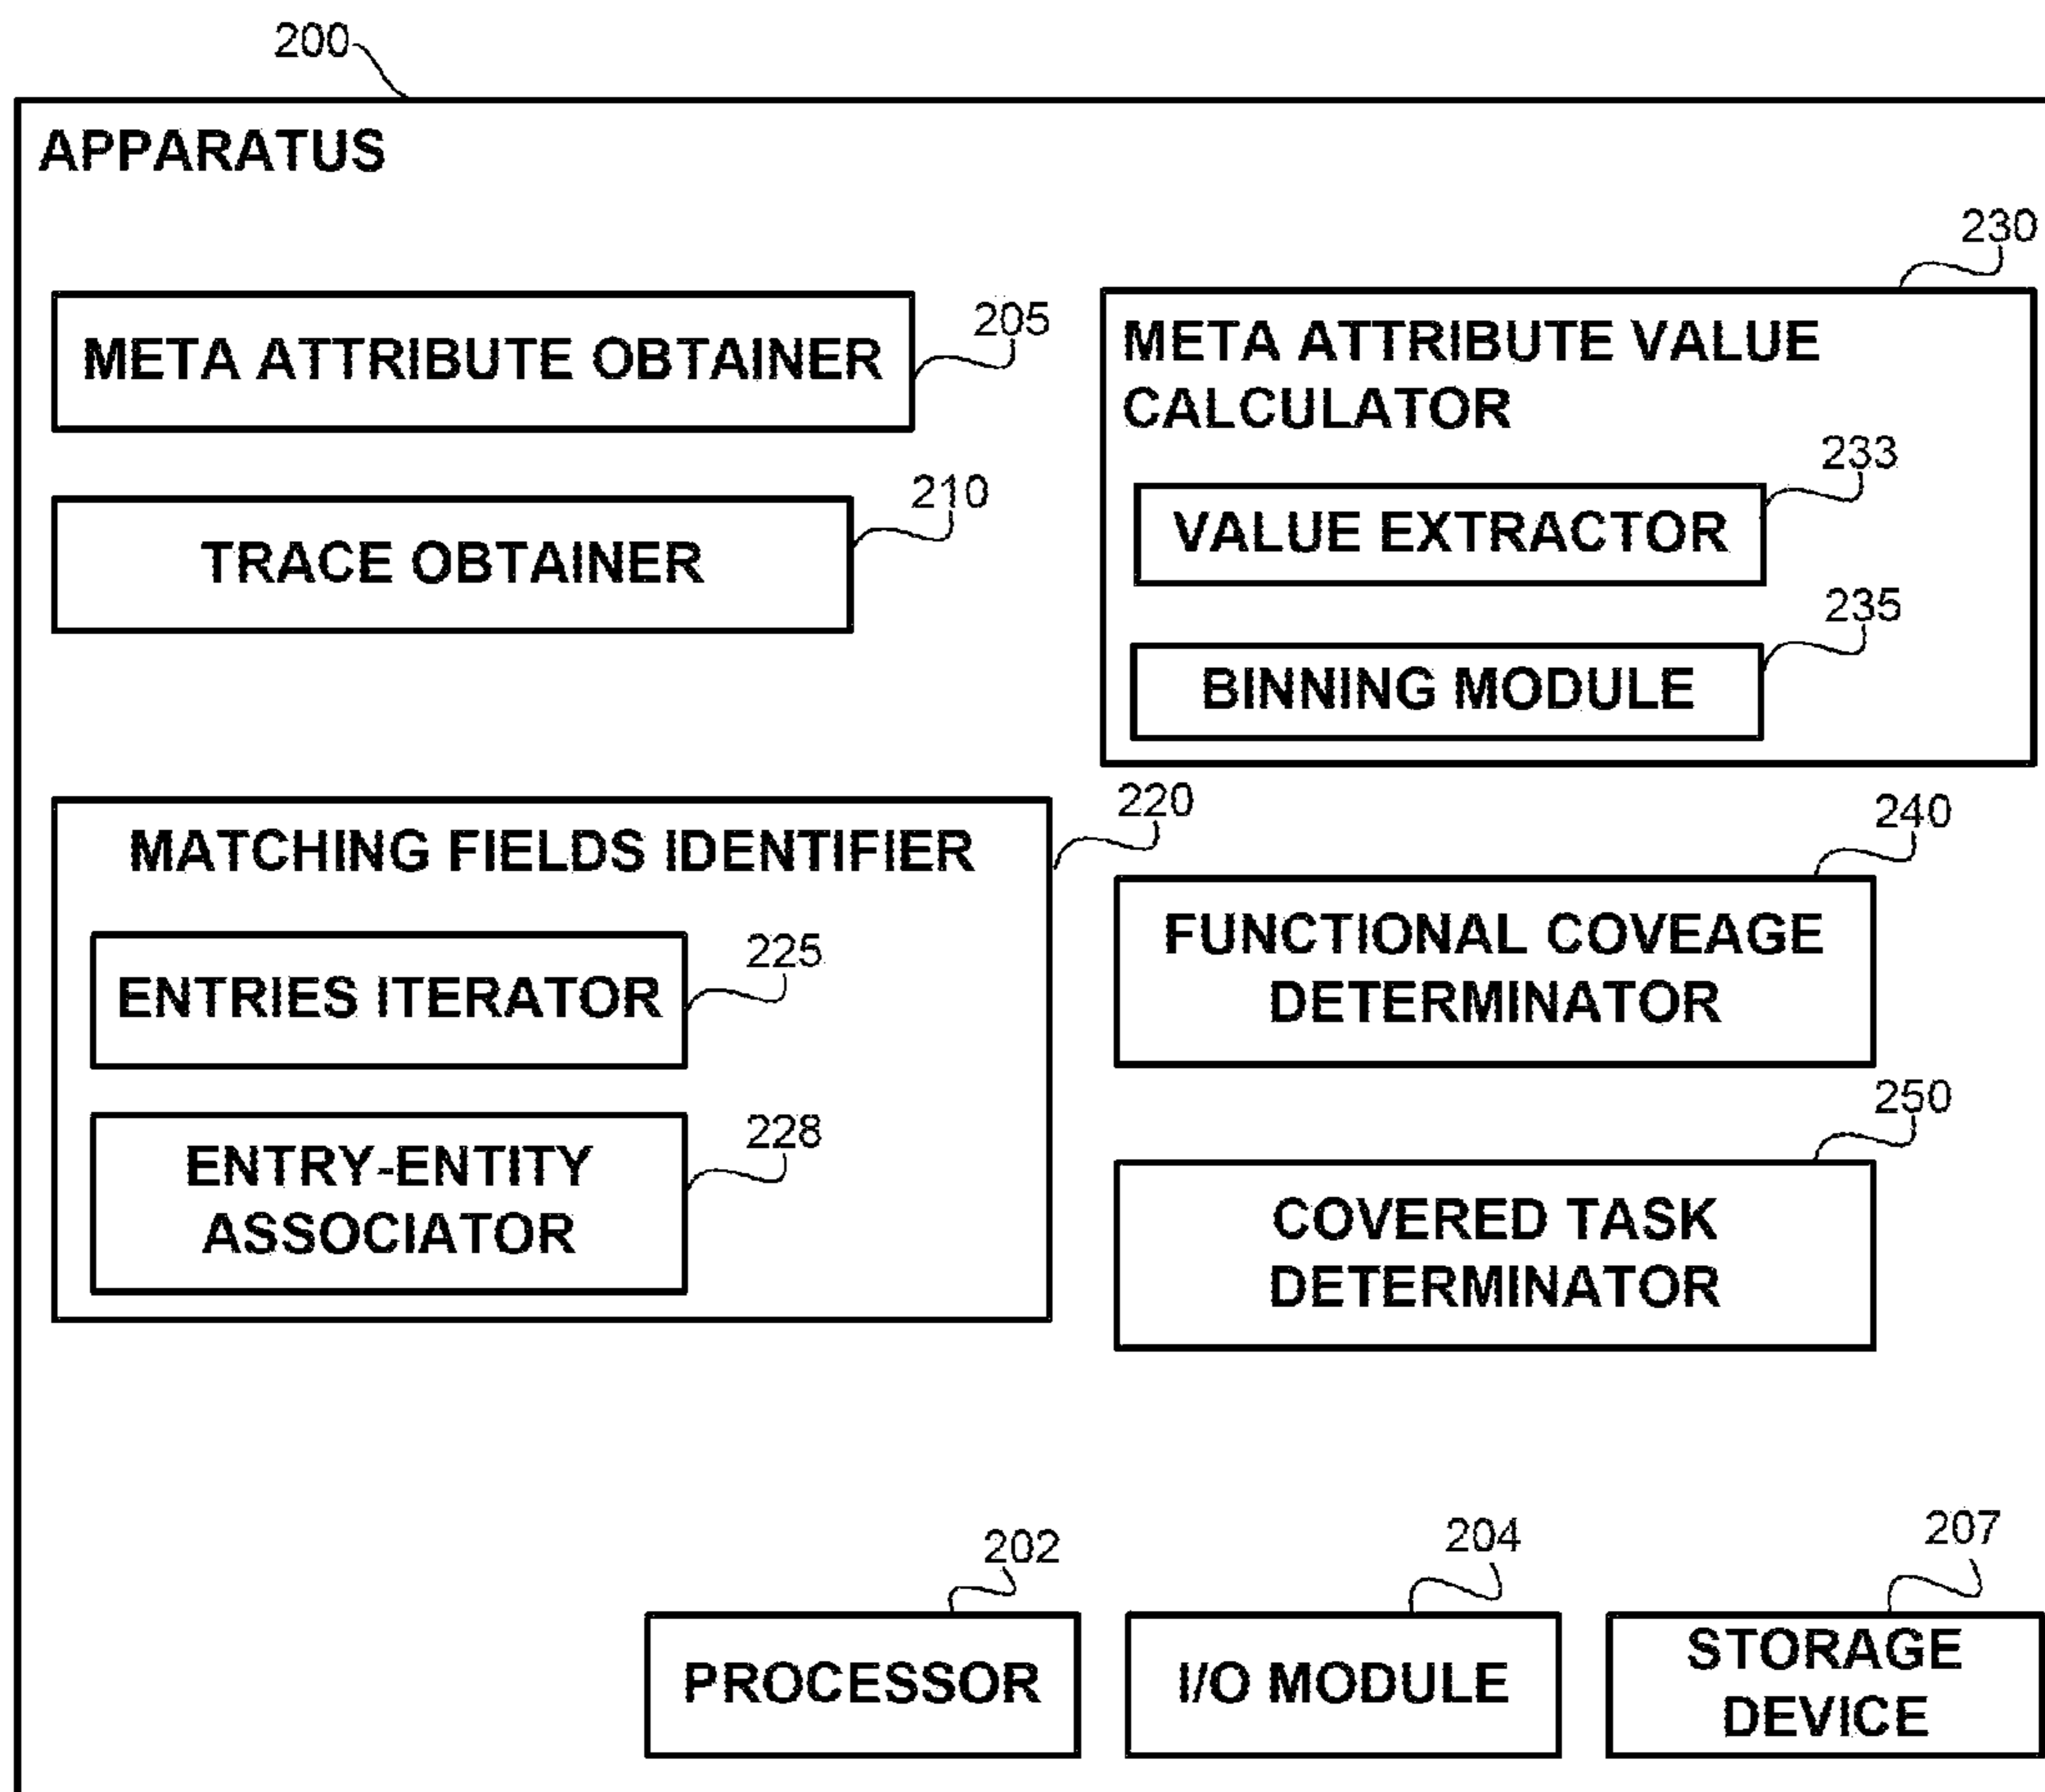 200
APPARATUS
META ATTRIBUTE OBTAINER
205
TRACE OBTAINER
210
230
META ATTRIBUTE VALUE
CALCULATOR
233
VALUE EXTRACTOR
235
BINNING MODULE
220
MATCHING FIELDS IDENTIFIER
225
ENTRIES ITERATOR
228
ENTRY-ENTITY
ASSOCIATOR
240
FUNCTIONAL COVEAGE
DETERMINATOR
250
COVERED TASK
DETERMINATOR
202
PROCESSOR
204
I/O MODULE
207
STORAGE
DEVICE